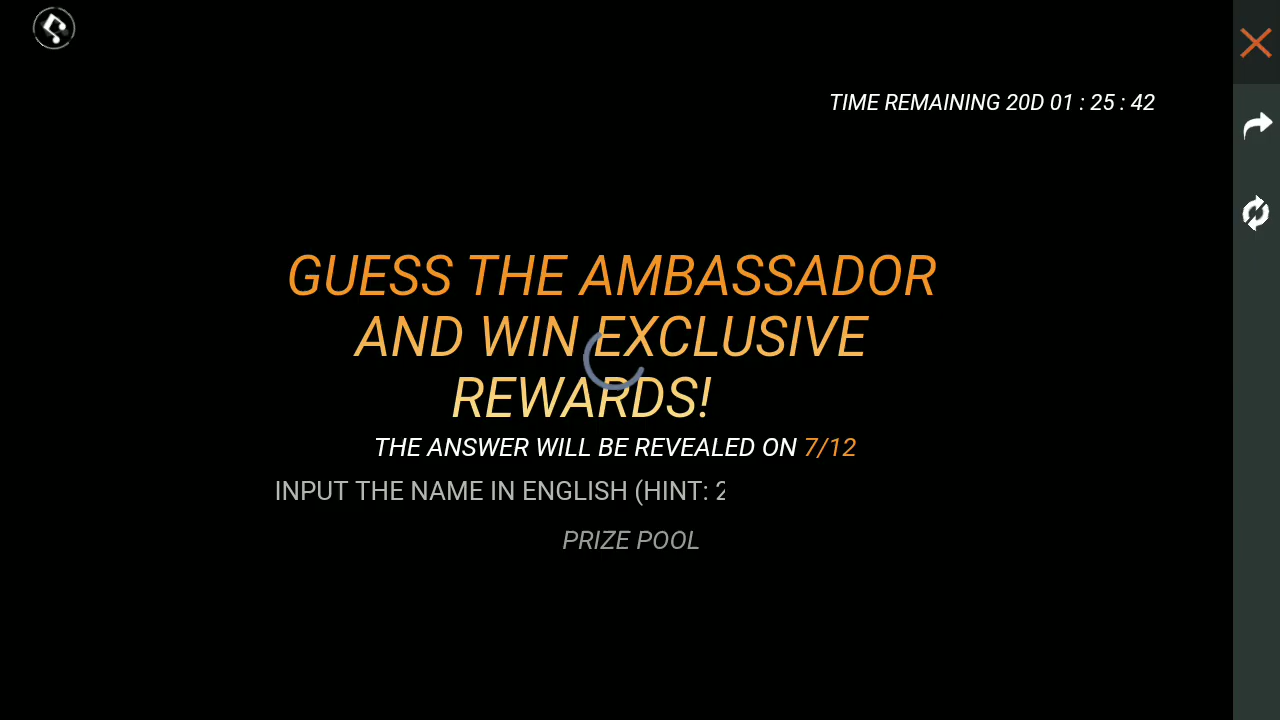 TIME REMAINING 20D 01 : 25 : 42
GUESS THE AMBASSADOR
AND WIN EXCLUSIVE
REWARDS!
THE ANSWER WILL BE REVEALED ON 7/12
INPUT THE NAME IN ENGLISH (HINT: 2
PRIZE POOL